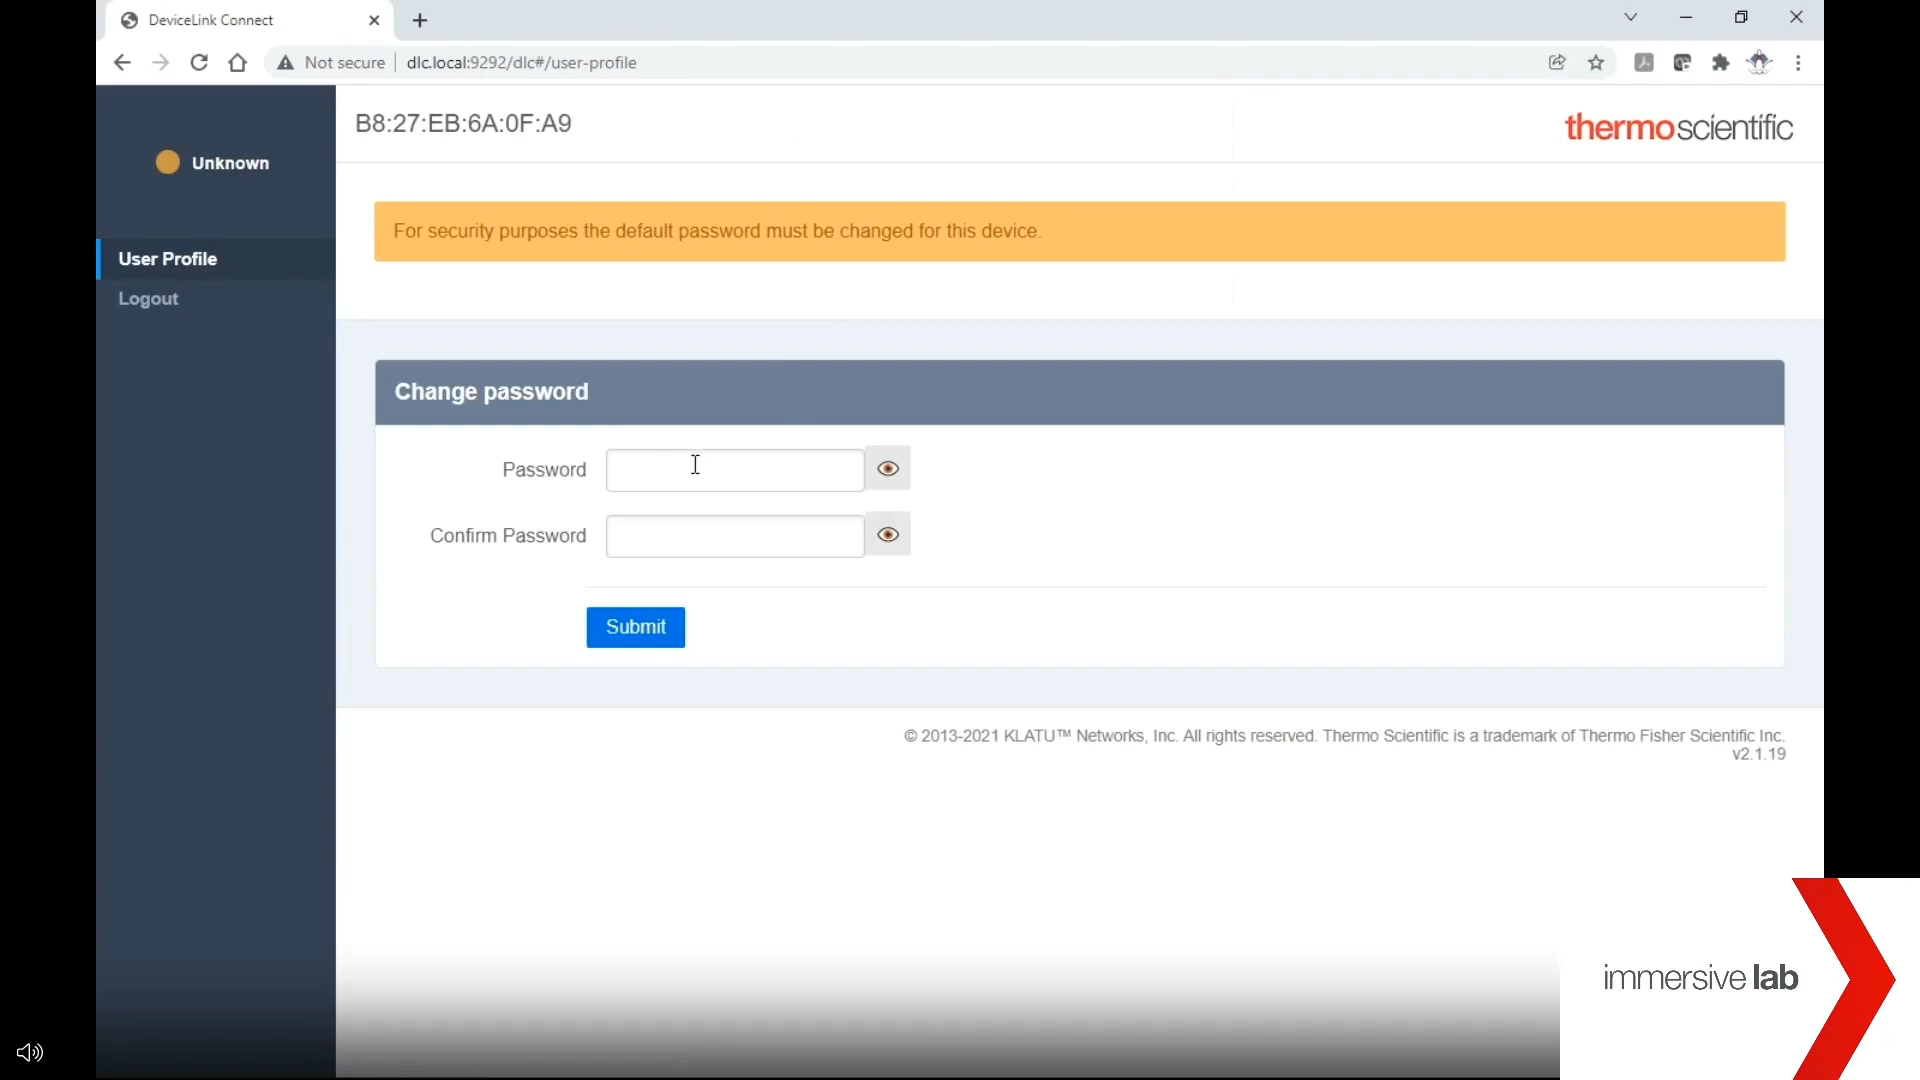 DeviceLink Connect
Not secure
dlc.local:9292/dlc#/user-profile
B8:27:EB:6A:0F:A9
thermoscientific
Unknown
For security purposes the default password must be changed for this device.
User Profile
Logout
Change password
Password
Confirm Password
Submit
© 2013-2021 KLATU™ Networks, Inc. All rights reserved. Thermo Scientific is a trademark of Thermo Fisher Scientific Inc.
v2.1.19
immersive lab